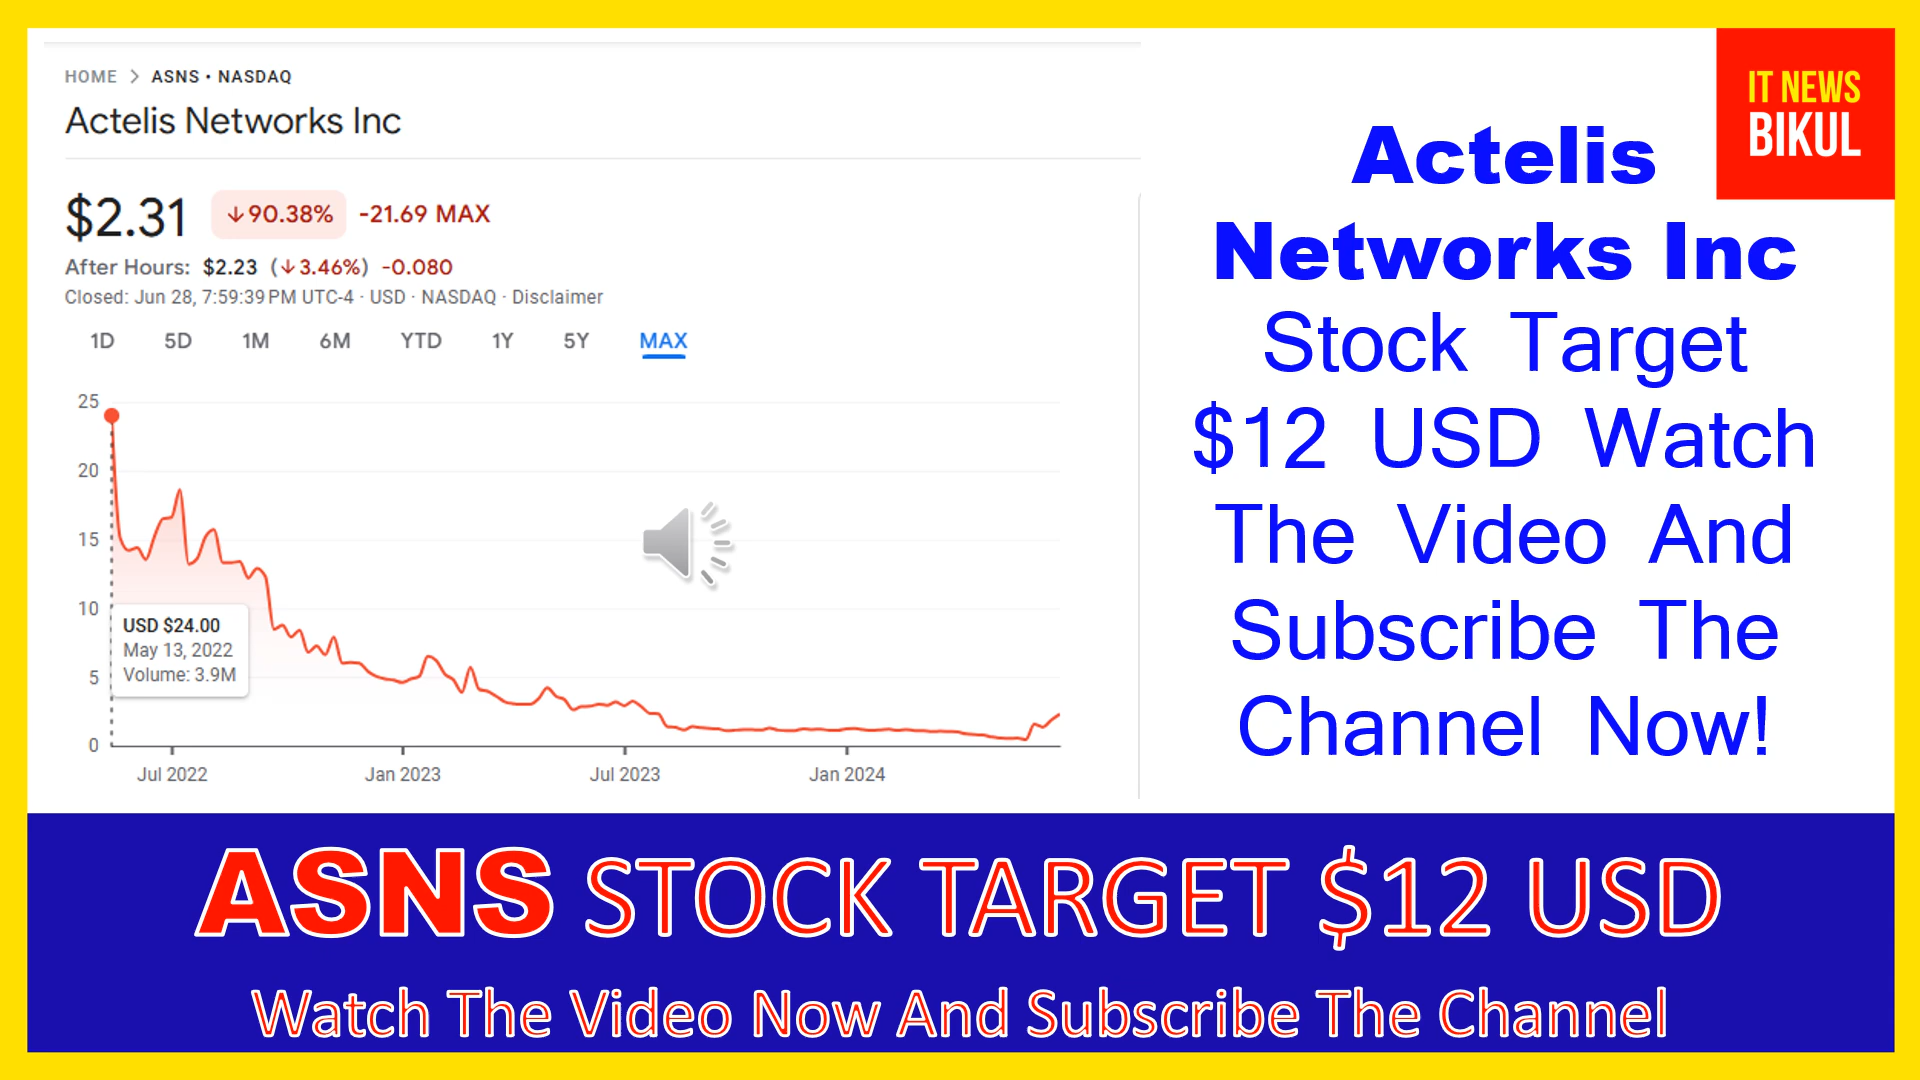 HOME > ASNS • NASDAQ
Actelis Networks Inc
$2.31 ↓90.38% -21.69 MAX
After Hours: $2.23 (↓3.46%) -0.080
Closed: Jun 28, 7:59:39 PM UTC-4 · USD · NASDAQ · Disclaimer
1D 5D 1M 6M YTD 1Y 5Y MAX
25
20
15
10
5
0
USD $24.00
May 13, 2022
Volume: 3.9M
Jul 2022 Jan 2023 Jul 2023 Jan 2024
IT NEWS
BIKUL
Actelis
Networks Inc
Stock Target
$12 USD Watch
The Video And
Subscribe The
Channel Now!
ASNS STOCK TARGET $12 USD
Watch The Video Now And Subscribe The Channel